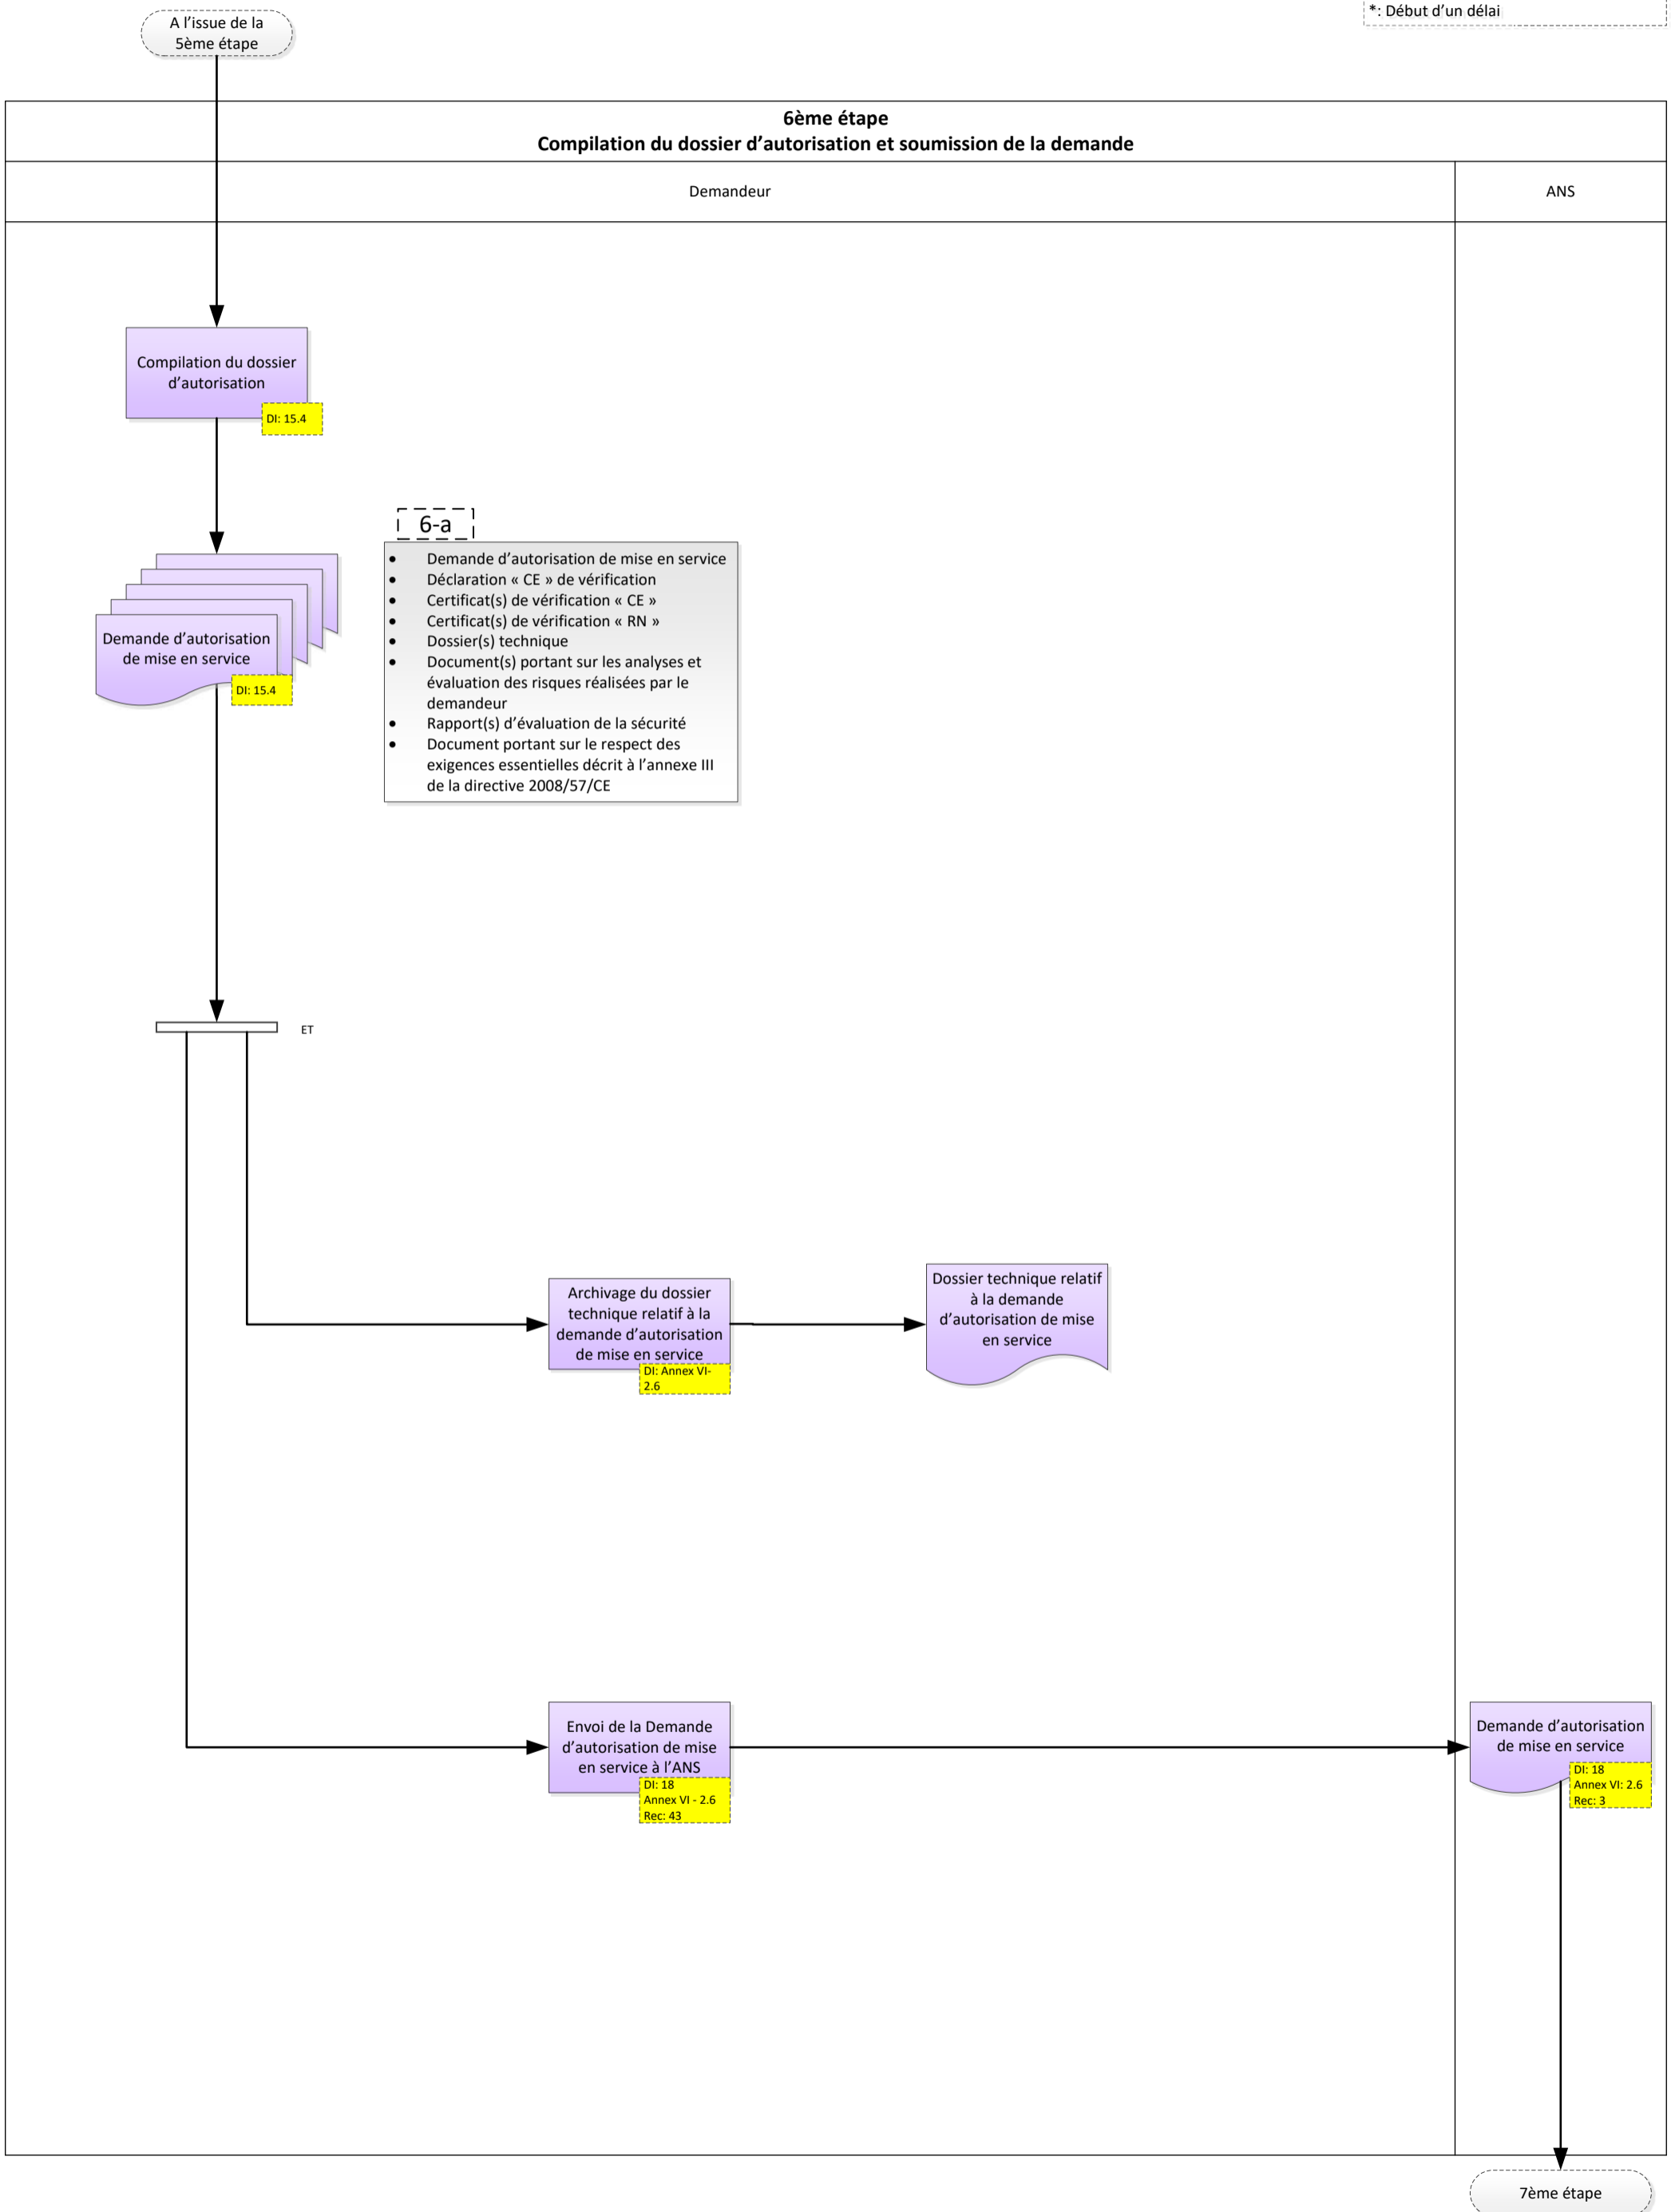 *: Début d'un délai
A l'issue de la
5ème étape
6ème étape
Compilation du dossier d'autorisation et soumission de la demande
Demandeur
ANS
Compilation du dossier
d'autorisation
DI: 15.4
6-a
• Demande d'autorisation de mise en service
• Déclaration « CE » de vérification
• Certificat(s) de vérification « CE »
• Certificat(s) de vérification « RN »
• Dossier(s) technique
• Document(s) portant sur les analyses et
évaluation des risques réalisées par le
demandeur
• Rapport(s) d'évaluation de la sécurité
• Document portant sur le respect des
exigences essentielles décrit à l'annexe III
de la directive 2008/57/CE
Demande d'autorisation
de mise en service
DI: 15.4
ET
Archivage du dossier
technique relatif à la
demande d'autorisation
de mise en service
DI: Annex VI-
2.6
Dossier technique relatif
à la demande
d'autorisation de mise
en service
Envoi de la Demande
d'autorisation de mise
en service à l'ANS
DI: 18
Annex VI - 2.6
Rec: 43
Demande d'autorisation
de mise en service
DI: 18
Annex VI: 2.6
Rec: 3
7ème étape